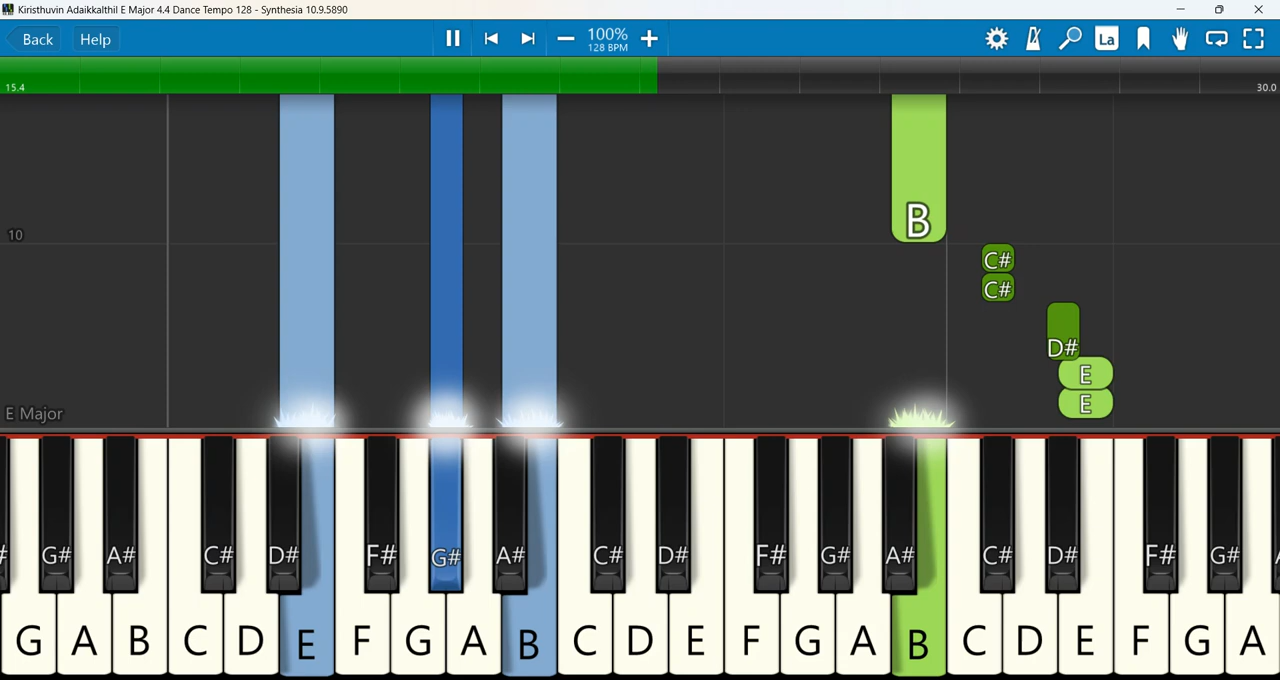 Kiristhuvin Adaikkalthil E Major 4.4 Dance Tempo 128 - Synthesia 10.9.5890
Back Help 100% La
128 BPM
15.4 30.0
B
10
C#
C#
D#
E
E
E Major
G# A# C# D# F# G# A# C# D# F# G# A# C# D# F# G#
G A B C D E F G A B C D E F G A B C D E F G A